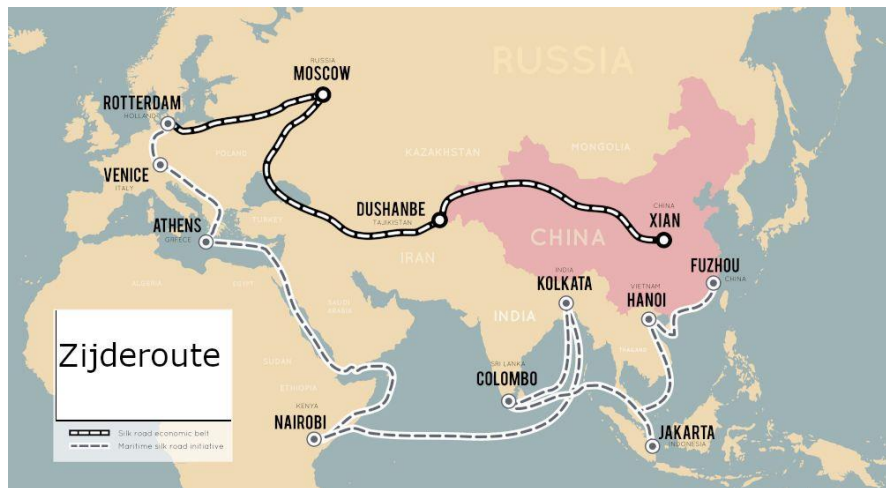 RUSSIA
RUSSIA
MOSCOW
ROTTERDAM
HOLLAND
POLAND
KAZAKHSTAN
MONGOLIA
VENICE
ITALY
DUSHANBE
TAJIKISTAN
CHINA
XIAN
ATHENS
GREECE
TURKEY
CHINA
IRAN
FUZHOU
CHINA
INDIA
KOLKATA
VIETNAM
HANOI
ALGERIA
EGYPT
SAUDI
ARABIA
INDIA
THAILAND
Zijderoute
SUDAN
ETHIOPIA
SRI LANKA
COLOMBO
KENYA
NAIROBI
JAKARTA
INDONESIA
Silk road economic belt
Maritime silk road initiative